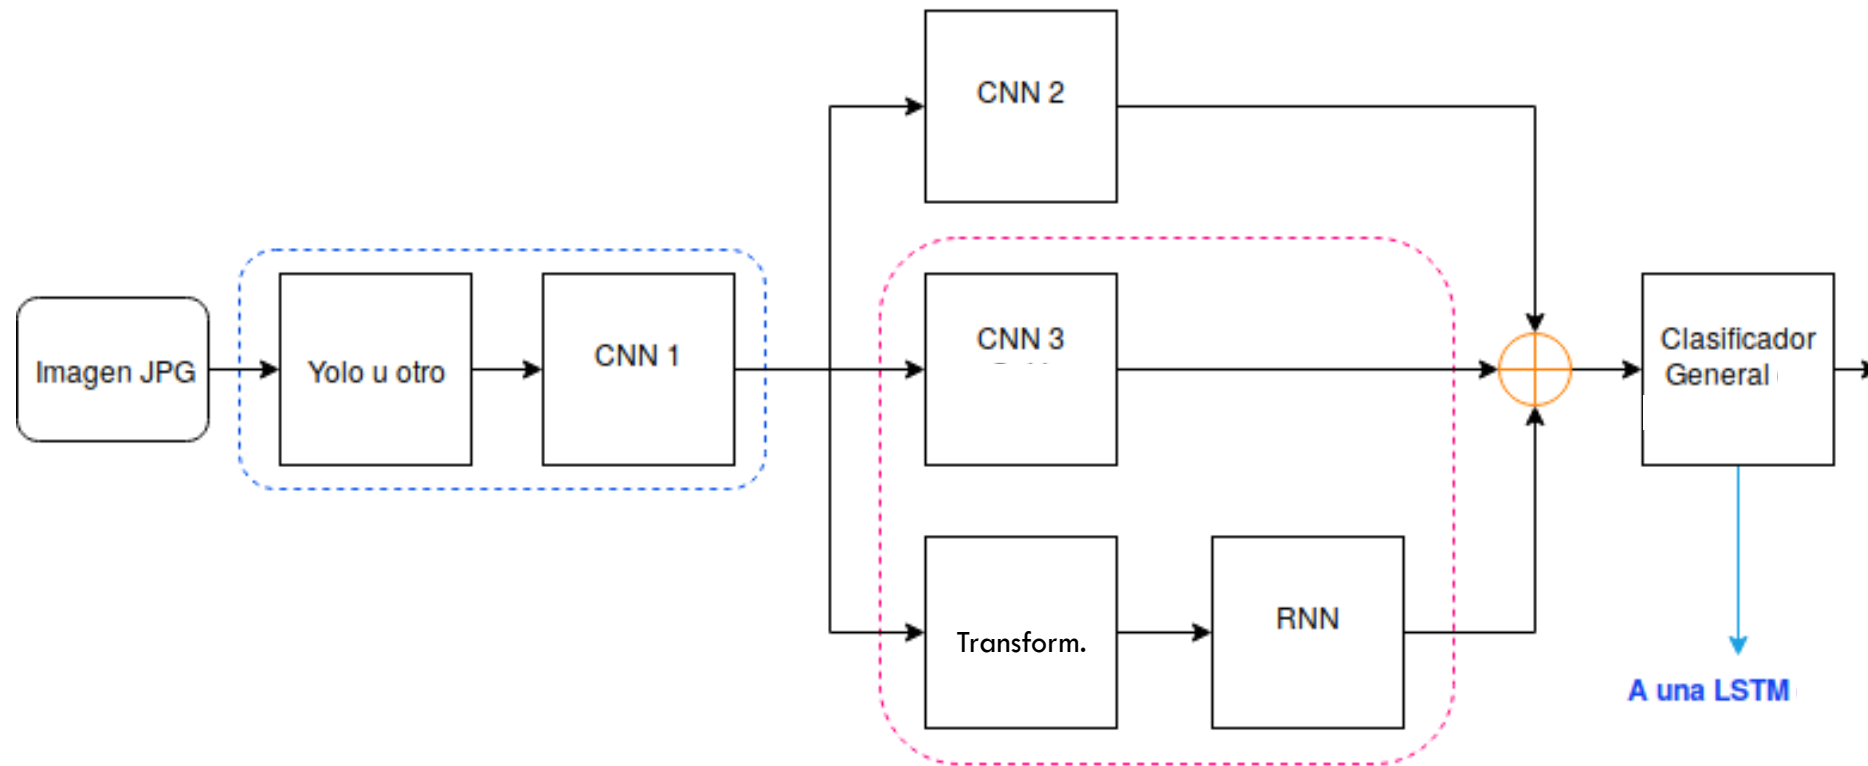 CNN 2
Imagen JPG
Yolo u otro
CNN 1
CNN 3
Clasificador
General
Transform.
RNN
A una LSTM